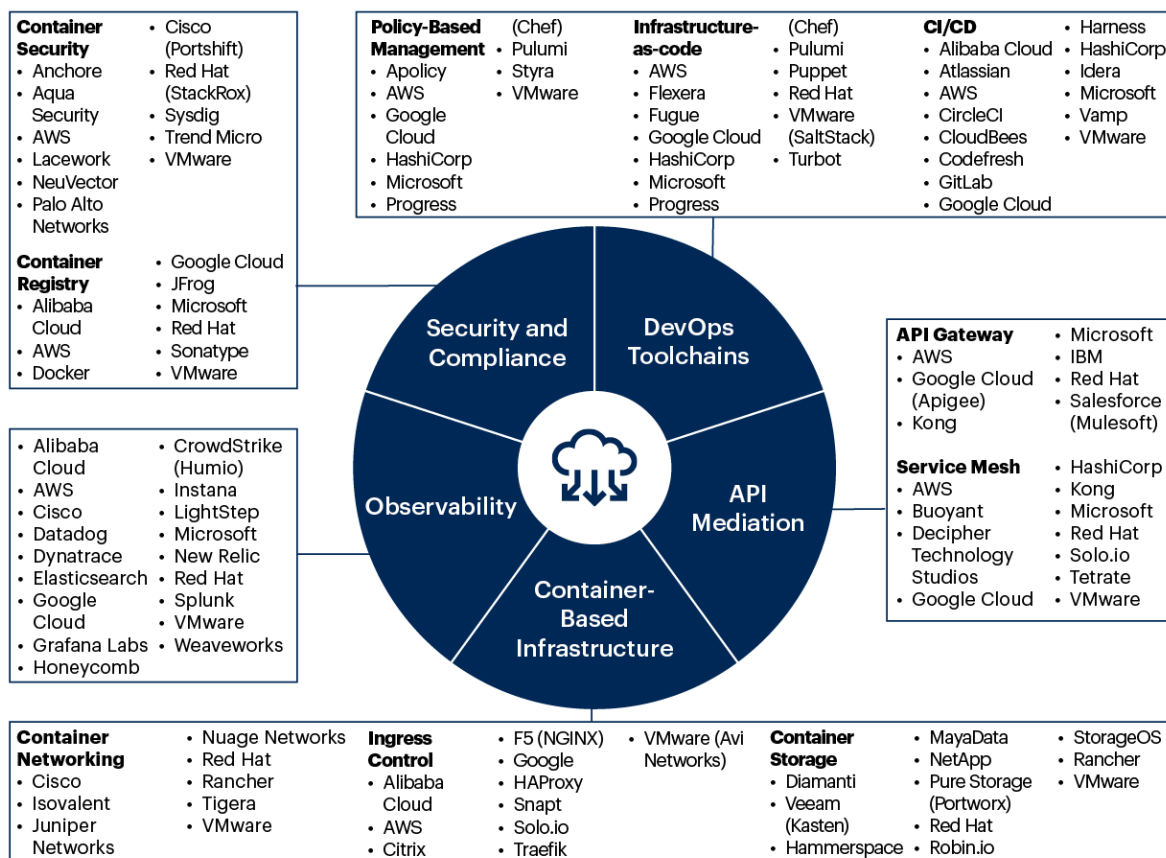 Container
Security
• Anchore
• Aqua
Security
• AWS
• Lacework
• NeuVector
• Palo Alto
Networks
• Cisco
(Portshift)
• Red Hat
(StackRox)
• Sysdig
• Trend Micro
• VMware
Container
Registry
• Alibaba
Cloud
• AWS
• Docker
• Google Cloud
• JFrog
• Microsoft
• Red Hat
• Sonatype
• VMware
Policy-Based
Management
• Apolicy
• AWS
• Google
Cloud
• HashiCorp
• Microsoft
• Progress
(Chef)
• Pulumi
• Styra
• VMware
Infrastructure-
as-code
• AWS
• Flexera
• Fugue
• Google Cloud
• HashiCorp
• Microsoft
• Progress
(Chef)
• Pulumi
• Puppet
• Red Hat
• VMware
(SaltStack)
• Turbot
CI/CD
• Alibaba Cloud
• Atlassian
• AWS
• CircleCI
• CloudBees
• Codefresh
• GitLab
• Google Cloud
• Harness
• HashiCorp
• Idera
• Microsoft
• Vamp
• VMware
Security and
Compliance
DevOps
Toolchains
Observability
API
Mediation
Container-
Based
Infrastructure
API Gateway
• AWS
• Google Cloud
(Apigee)
• Kong
• Microsoft
• IBM
• Red Hat
• Salesforce
(Mulesoft)
Service Mesh
• AWS
• Buoyant
• Decipher
Technology
Studios
• Google Cloud
• HashiCorp
• Kong
• Microsoft
• Red Hat
• Solo.io
• Tetrate
• VMware
• Alibaba
Cloud
• AWS
• Cisco
• Datadog
• Dynatrace
• Elasticsearch
• Google
Cloud
• Grafana Labs
• Honeycomb
• CrowdStrike
(Humio)
• Instana
• LightStep
• Microsoft
• New Relic
• Red Hat
• Splunk
• VMware
• Weaveworks
Container
Networking
• Cisco
• Isovalent
• Juniper
Networks
• Nuage Networks
• Red Hat
• Rancher
• Tigera
• VMware
Ingress
Control
• Alibaba
Cloud
• AWS
• Citrix
• F5 (NGINX)
• Google
• HAProxy
• Snapt
• Solo.io
• Traefik
• VMware (Avi
Networks)
Container
Storage
• Diamanti
• Veeam
(Kasten)
• Hammerspace
• MayaData
• NetApp
• Pure Storage
(Portworx)
• Red Hat
• Robin.io
• StorageOS
• Rancher
• VMware